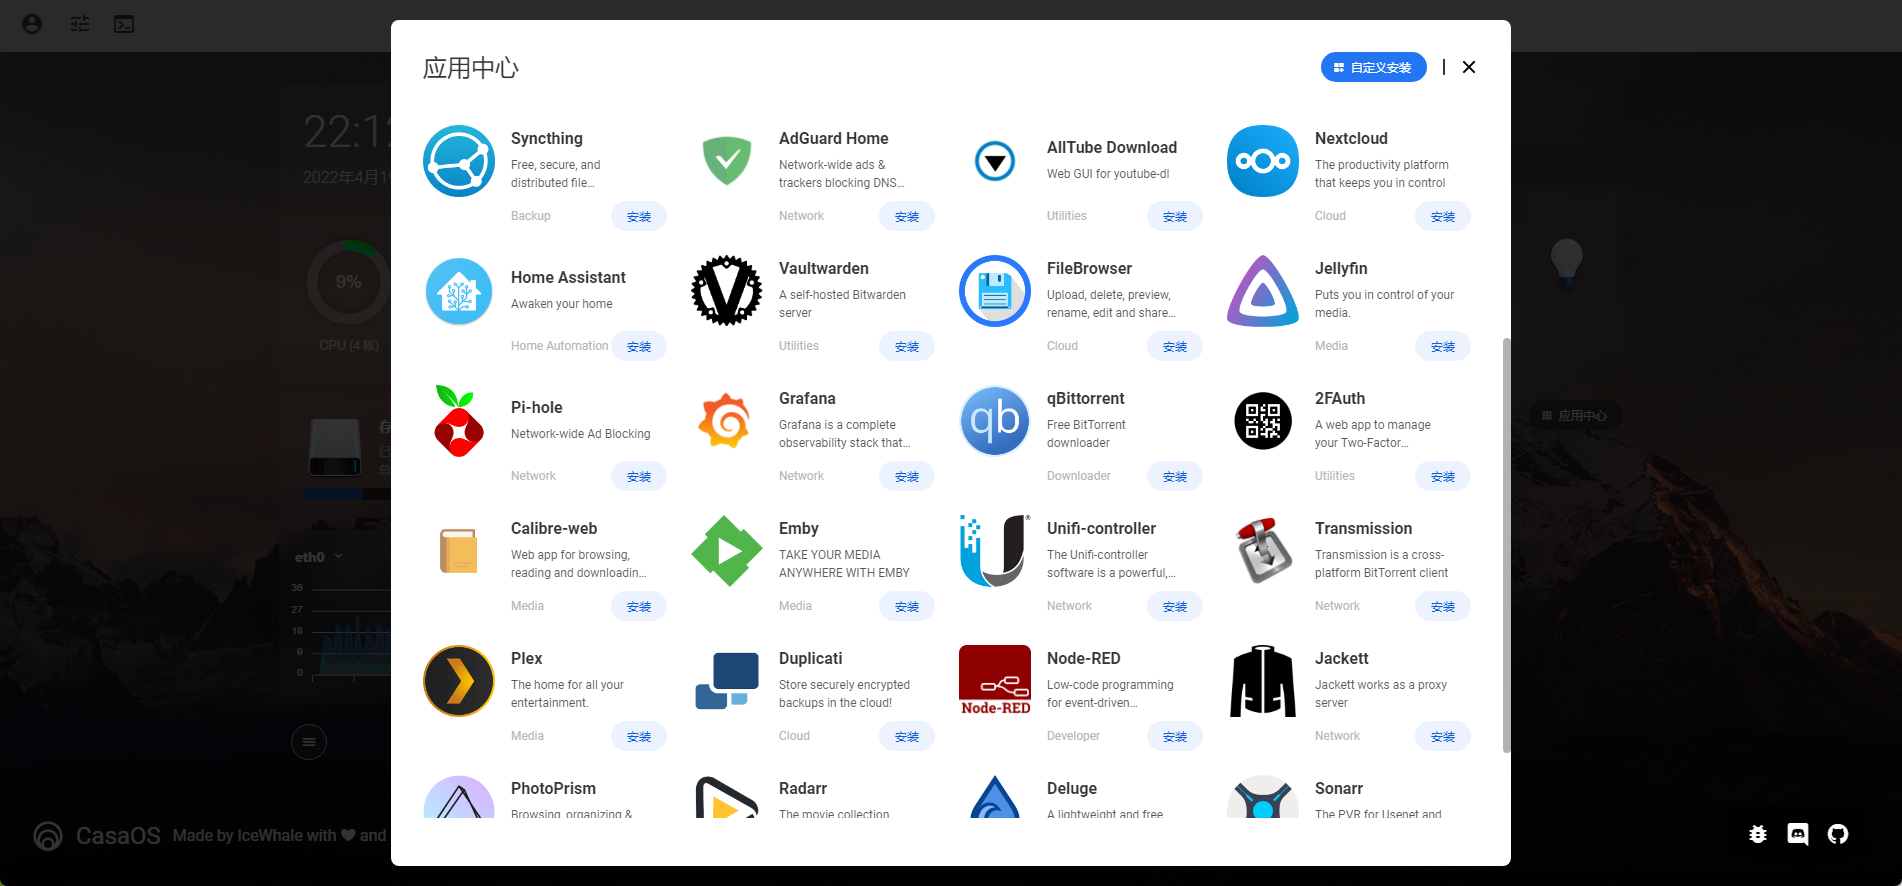 应用中心
自定义安装
Syncthing
Free, secure, and
distributed file...
Backup
安装
AdGuard Home
Network-wide ads &
trackers blocking DNS...
Network
安装
AllTube Download
Web GUI for youtube-dl
Utilities
安装
Nextcloud
The productivity platform
that keeps you in control
Cloud
安装
Home Assistant
Awaken your home
Home Automation
安装
Vaultwarden
A self-hosted Bitwarden
server
Utilities
安装
FileBrowser
Upload, delete, preview,
rename, edit and share...
Cloud
安装
Jellyfin
Puts you in control of your
media.
Media
安装
Pi-hole
Network-wide Ad Blocking
Network
安装
Grafana
Grafana is a complete
observability stack that...
Network
安装
qb
qBittorrent
Free BitTorrent
downloader
Downloader
安装
2FAuth
A web app to manage
your Two-Factor...
Utilities
安装
Calibre-web
Web app for browsing,
reading and downloadin...
Media
安装
Emby
TAKE YOUR MEDIA
ANYWHERE WITH EMBY
Media
安装
Unifi-controller
The Unifi-controller
software is a powerful,...
Network
安装
Transmission
Transmission is a cross-
platform BitTorrent client
Network
安装
Plex
The home for all your
entertainment.
Media
安装
Duplicati
Store securely encrypted
backups in the cloud!
Cloud
安装
Node-RED
Node-RED
Low-code programming
for event-driven...
Developer
安装
Jackett
Jackett works as a proxy
server
Network
安装
PhotoPrism
Browsing, organizing &
Radarr
The movie collection
Deluge
A lightweight and free
Sonarr
The PVR for Usenet and
22:12
2022年4月19
9%
CPU (4 核)
存
已
总
eth0
36
27
18
9
0
应用中心
CasaOS
Made by IceWhale with
and